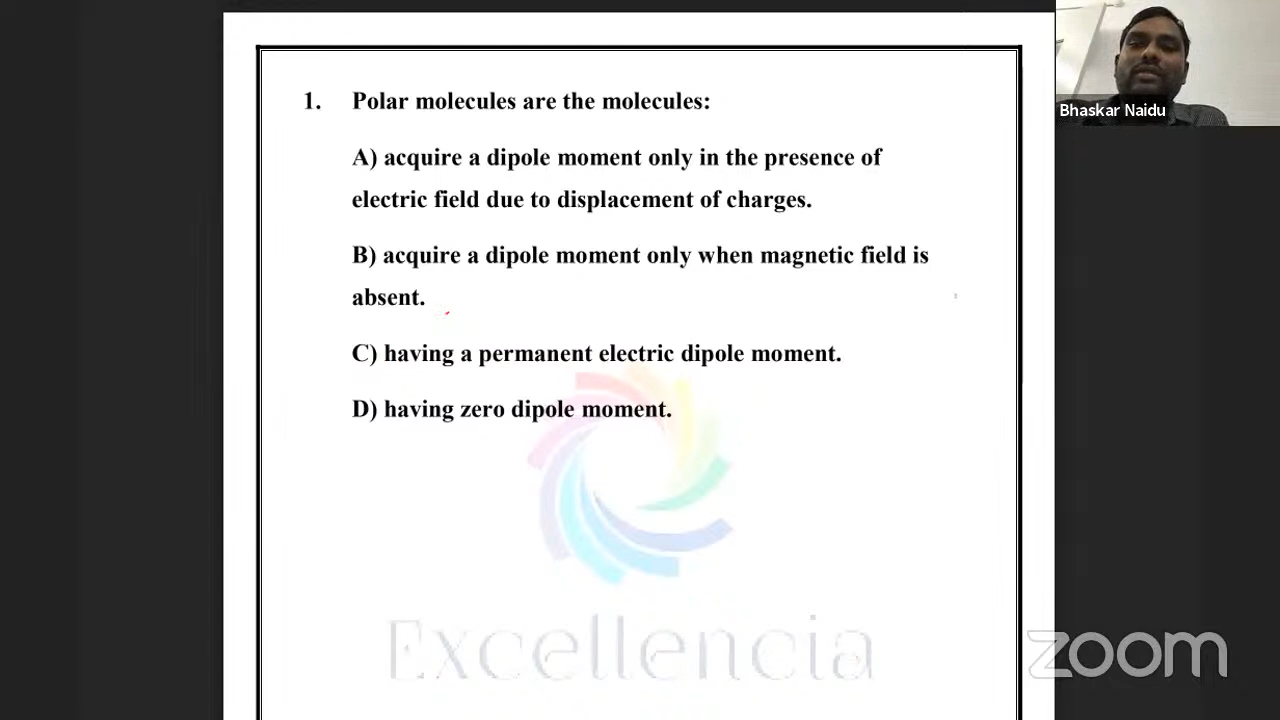 1. Polar molecules are the molecules:
A) acquire a dipole moment only in the presence of
electric field due to displacement of charges.
B) acquire a dipole moment only when magnetic field is
absent.
C) having a permanent electric dipole moment.
D) having zero dipole moment.
Excellencia
Bhaskar Naidu
zoom